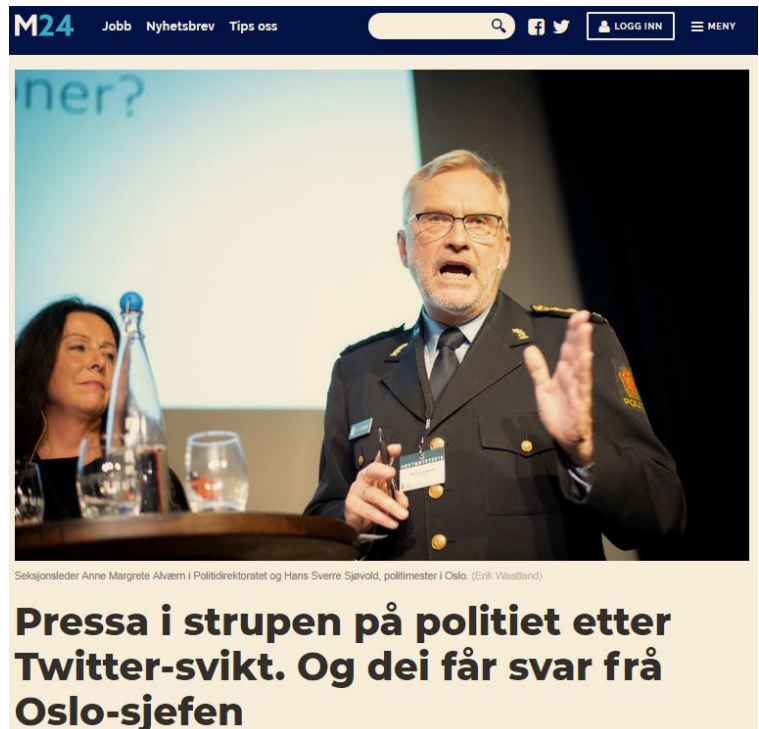 M24 Jobb Nyhetsbrev Tips oss LOGG INN MENY
ner?
POLITI
Seksjonsleder Anne Margrete Alværn i Politidirektoratet og Hans Sverre Sjøvold, politimester i Oslo. (Erik Waatland)
Pressa i strupen på politiet etter
Twitter-svikt. Og dei får svar frå
Oslo-sjefen